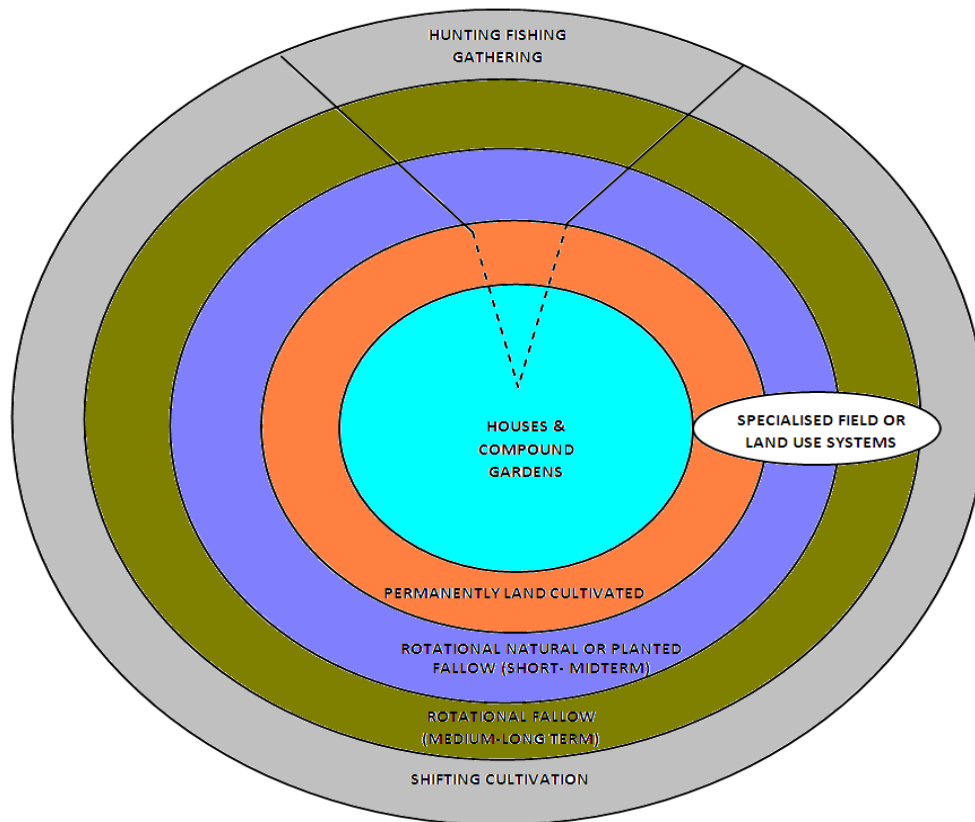 HUNTING FISHING
GATHERING
SPECIALISED FIELD OR
LAND USE SYSTEMS
HOUSES &
COMPOUND
GARDENS
PERMANENTLY LAND CULTIVATED
ROTATIONAL NATURAL OR PLANTED
FALLOW (SHORT- MIDTERM)
ROTATIONAL FALLOW
(MEDIUM-LONG TERM)
SHIFTING CULTIVATION